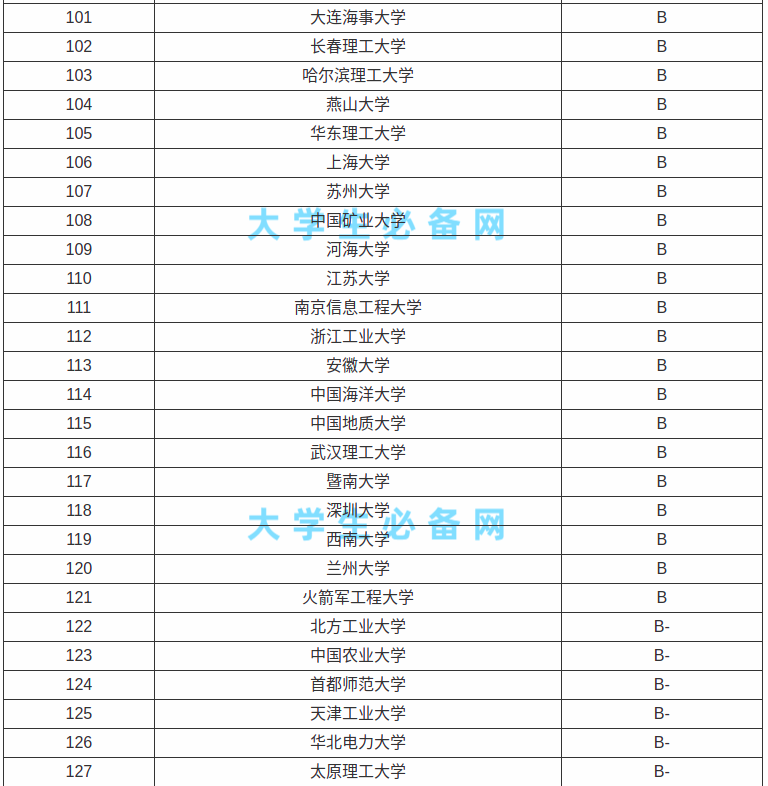 101 大连海事大学 B
102 长春理工大学 B
103 哈尔滨理工大学 B
104 燕山大学 B
105 华东理工大学 B
106 上海大学 B
107 苏州大学 B
108 中国矿业大学 B
大学生必备网
109 河海大学 B
110 江苏大学 B
111 南京信息工程大学 B
112 浙江工业大学 B
113 安徽大学 B
114 中国海洋大学 B
115 中国地质大学 B
116 武汉理工大学 B
117 暨南大学 B
118 深圳大学 B
大学生必备网
119 西南大学 B
120 兰州大学 B
121 火箭军工程大学 B
122 北方工业大学 B-
123 中国农业大学 B-
124 首都师范大学 B-
125 天津工业大学 B-
126 华北电力大学 B-
127 太原理工大学 B-